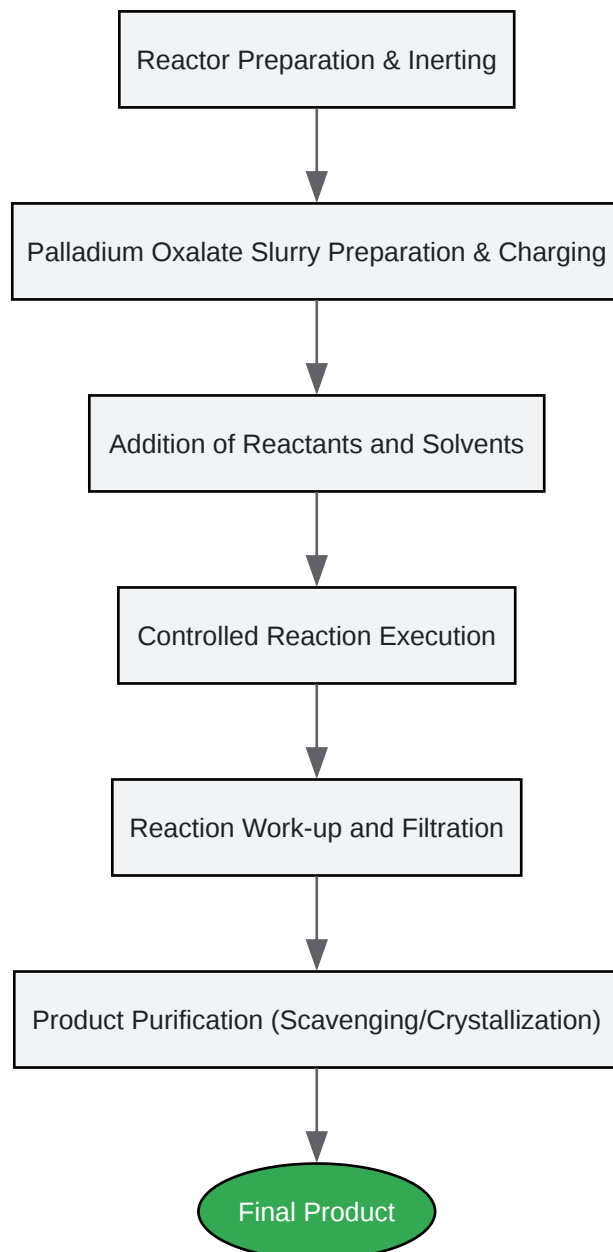 Reactor Preparation & Inerting
Palladium Oxalate Slurry Preparation & Charging
Addition of Reactants and Solvents
Controlled Reaction Execution
Reaction Work-up and Filtration
Product Purification (Scavenging/Crystallization)
Final Product